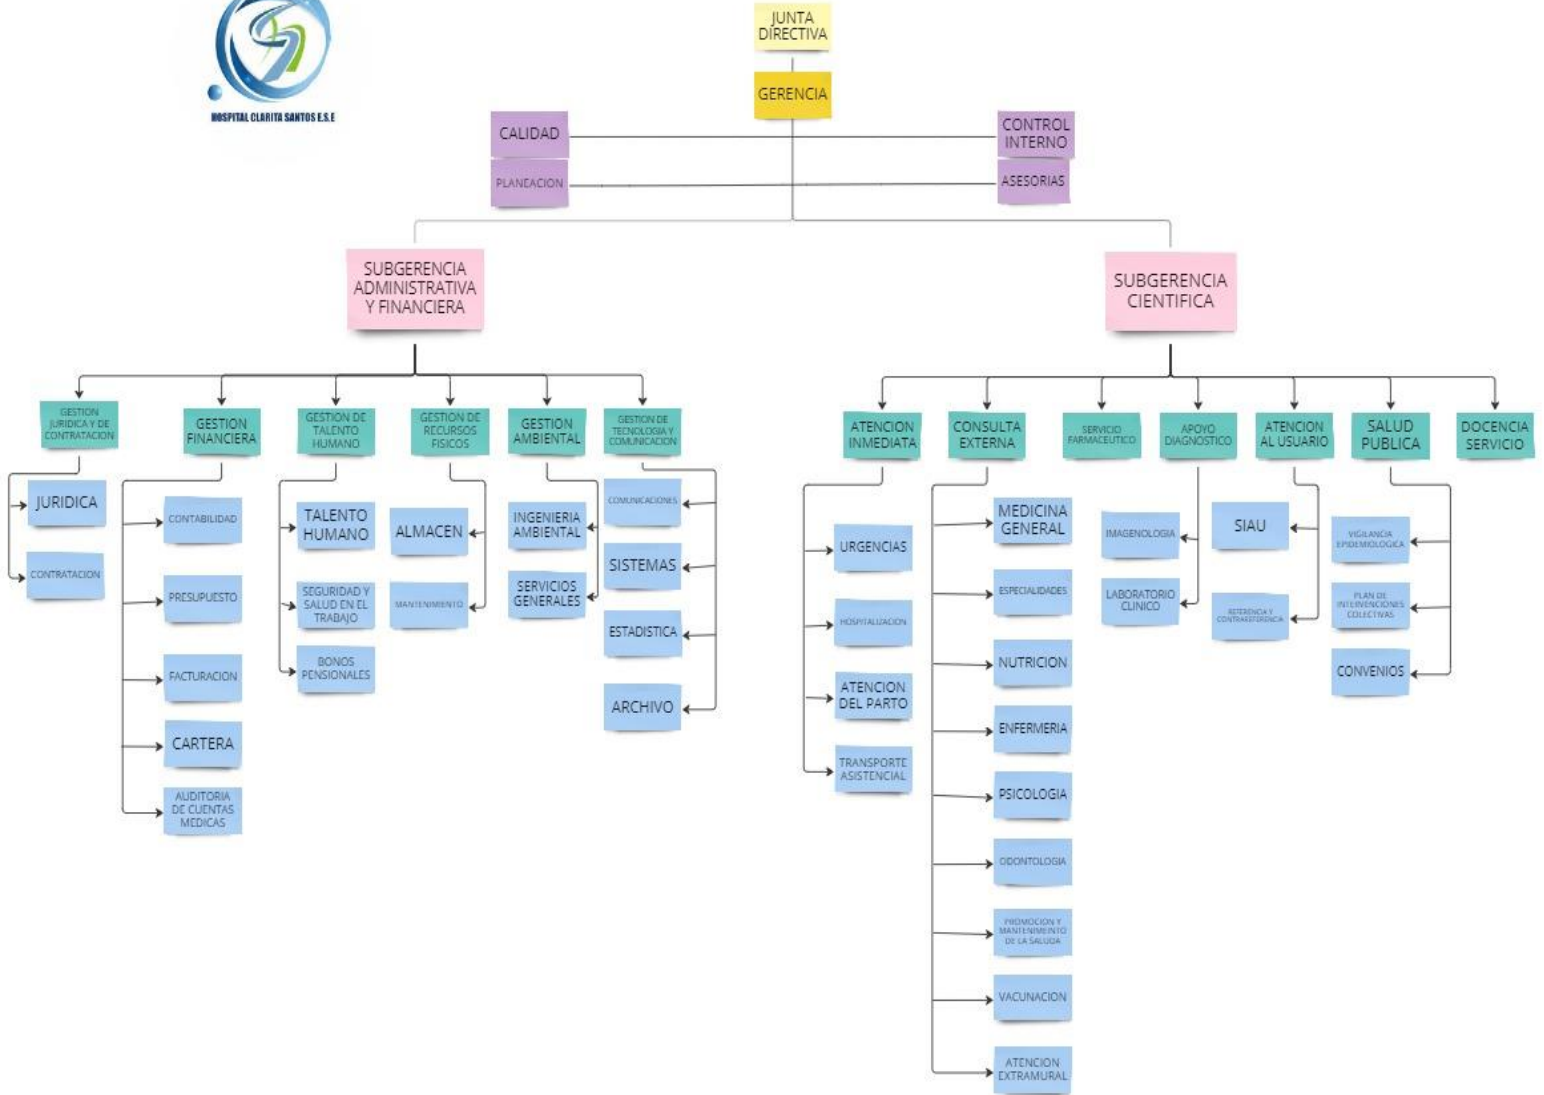 JUNTA
DIRECTIVA
GERENCIA
HOSPITAL CLARITA SANTOS E.S.E
CALIDAD
CONTROL
INTERNO
PLANEACION
ASESORIAS
SUBGERENCIA
ADMINISTRATIVA
Y FINANCIERA
SUBGERENCIA
CIENTIFICA
GESTION
JURIDICA Y DE
CONTRATACION
GESTION
FINANCIERA
GESTION DE
TALENTO
HUMANO
GESTION DE
RECURSOS
FISICOS
GESTION
AMBIENTAL
GESTION DE
TECNOLOGIA Y
COMUNICACION
ATENCION
INMEDIATA
CONSULTA
EXTERNA
SERVICIO
FARMACEUTICO
APOYO
DIAGNOSTICO
ATENCION
AL USUARIO
SALUD
PUBLICA
DOCENCIA
SERVICIO
JURIDICA
CONTRATACION
CONTABILIDAD
PRESUPUESTO
FACTURACION
CARTERA
AUDITORIA
DE CUENTAS
MEDICAS
TALENTO
HUMANO
SEGURIDAD Y
SALUD EN EL
TRABAJO
BONOS
PENSIONALES
ALMACEN
MANTENIMIENTO
INGENIERIA
AMBIENTAL
SERVICIOS
GENERALES
COMUNICACIONES
SISTEMAS
ESTADISTICA
ARCHIVO
URGENCIAS
HOSPITALIZACION
ATENCION
DEL PARTO
TRANSPORTE
ASISTENCIAL
MEDICINA
GENERAL
ESPECIALIDADES
NUTRICION
ENFERMERIA
PSICOLOGIA
ODONTOLOGIA
PROMOCION Y
MANTENIMEINTO
DE LA SALUDA
VACUNACION
ATENCION
EXTRAMURAL
IMAGENOLOGIA
LABORATORIO
CLINICO
SIAU
REFERENCIA Y
CONTRAREFERENCIA
VIGILANCIA
EPIDEMIOLOGICA
PLAN DE
INTERVENCIONES
COLECTIVAS
CONVENIOS